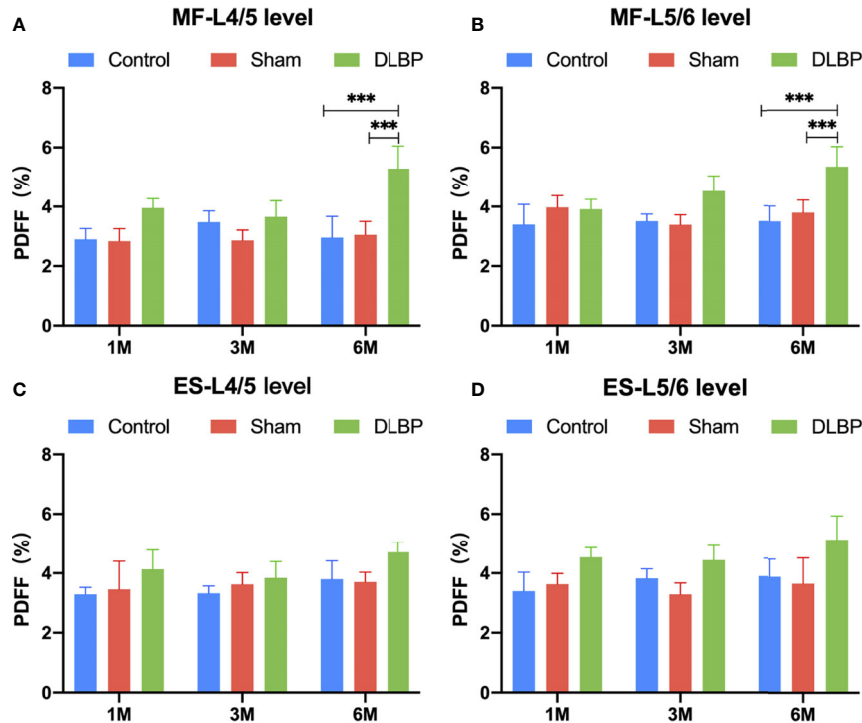 A
MF-L4/5 level
Control Sham DLBP
PDFF (%)
8
6
4
2
0
***
***
1M 3M 6M
B
MF-L5/6 level
Control Sham DLBP
PDFF (%)
8
6
4
2
0
***
***
1M 3M 6M
C
ES-L4/5 level
Control Sham DLBP
PDFF (%)
8
6
4
2
0
1M 3M 6M
D
ES-L5/6 level
Control Sham DLBP
PDFF (%)
8
6
4
2
0
1M 3M 6M